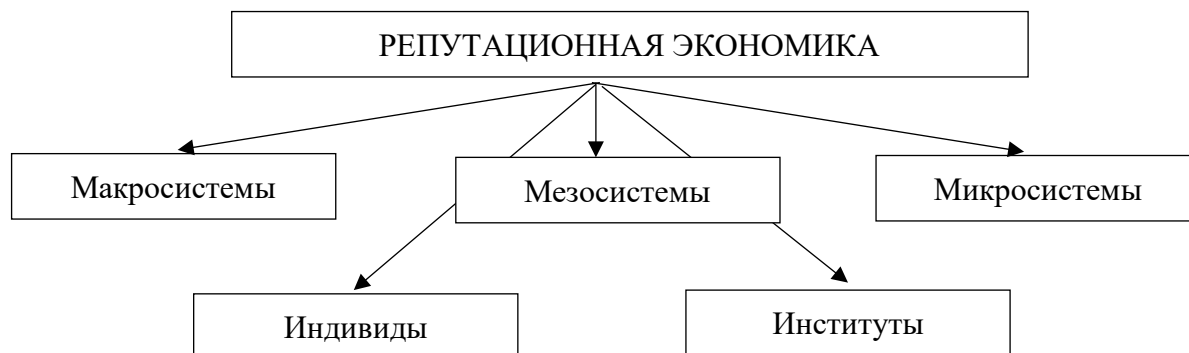 РЕПУТАЦИОННАЯ ЭКОНОМИКА
Макросистемы
Мезосистемы
Микросистемы
Индивиды
Институты